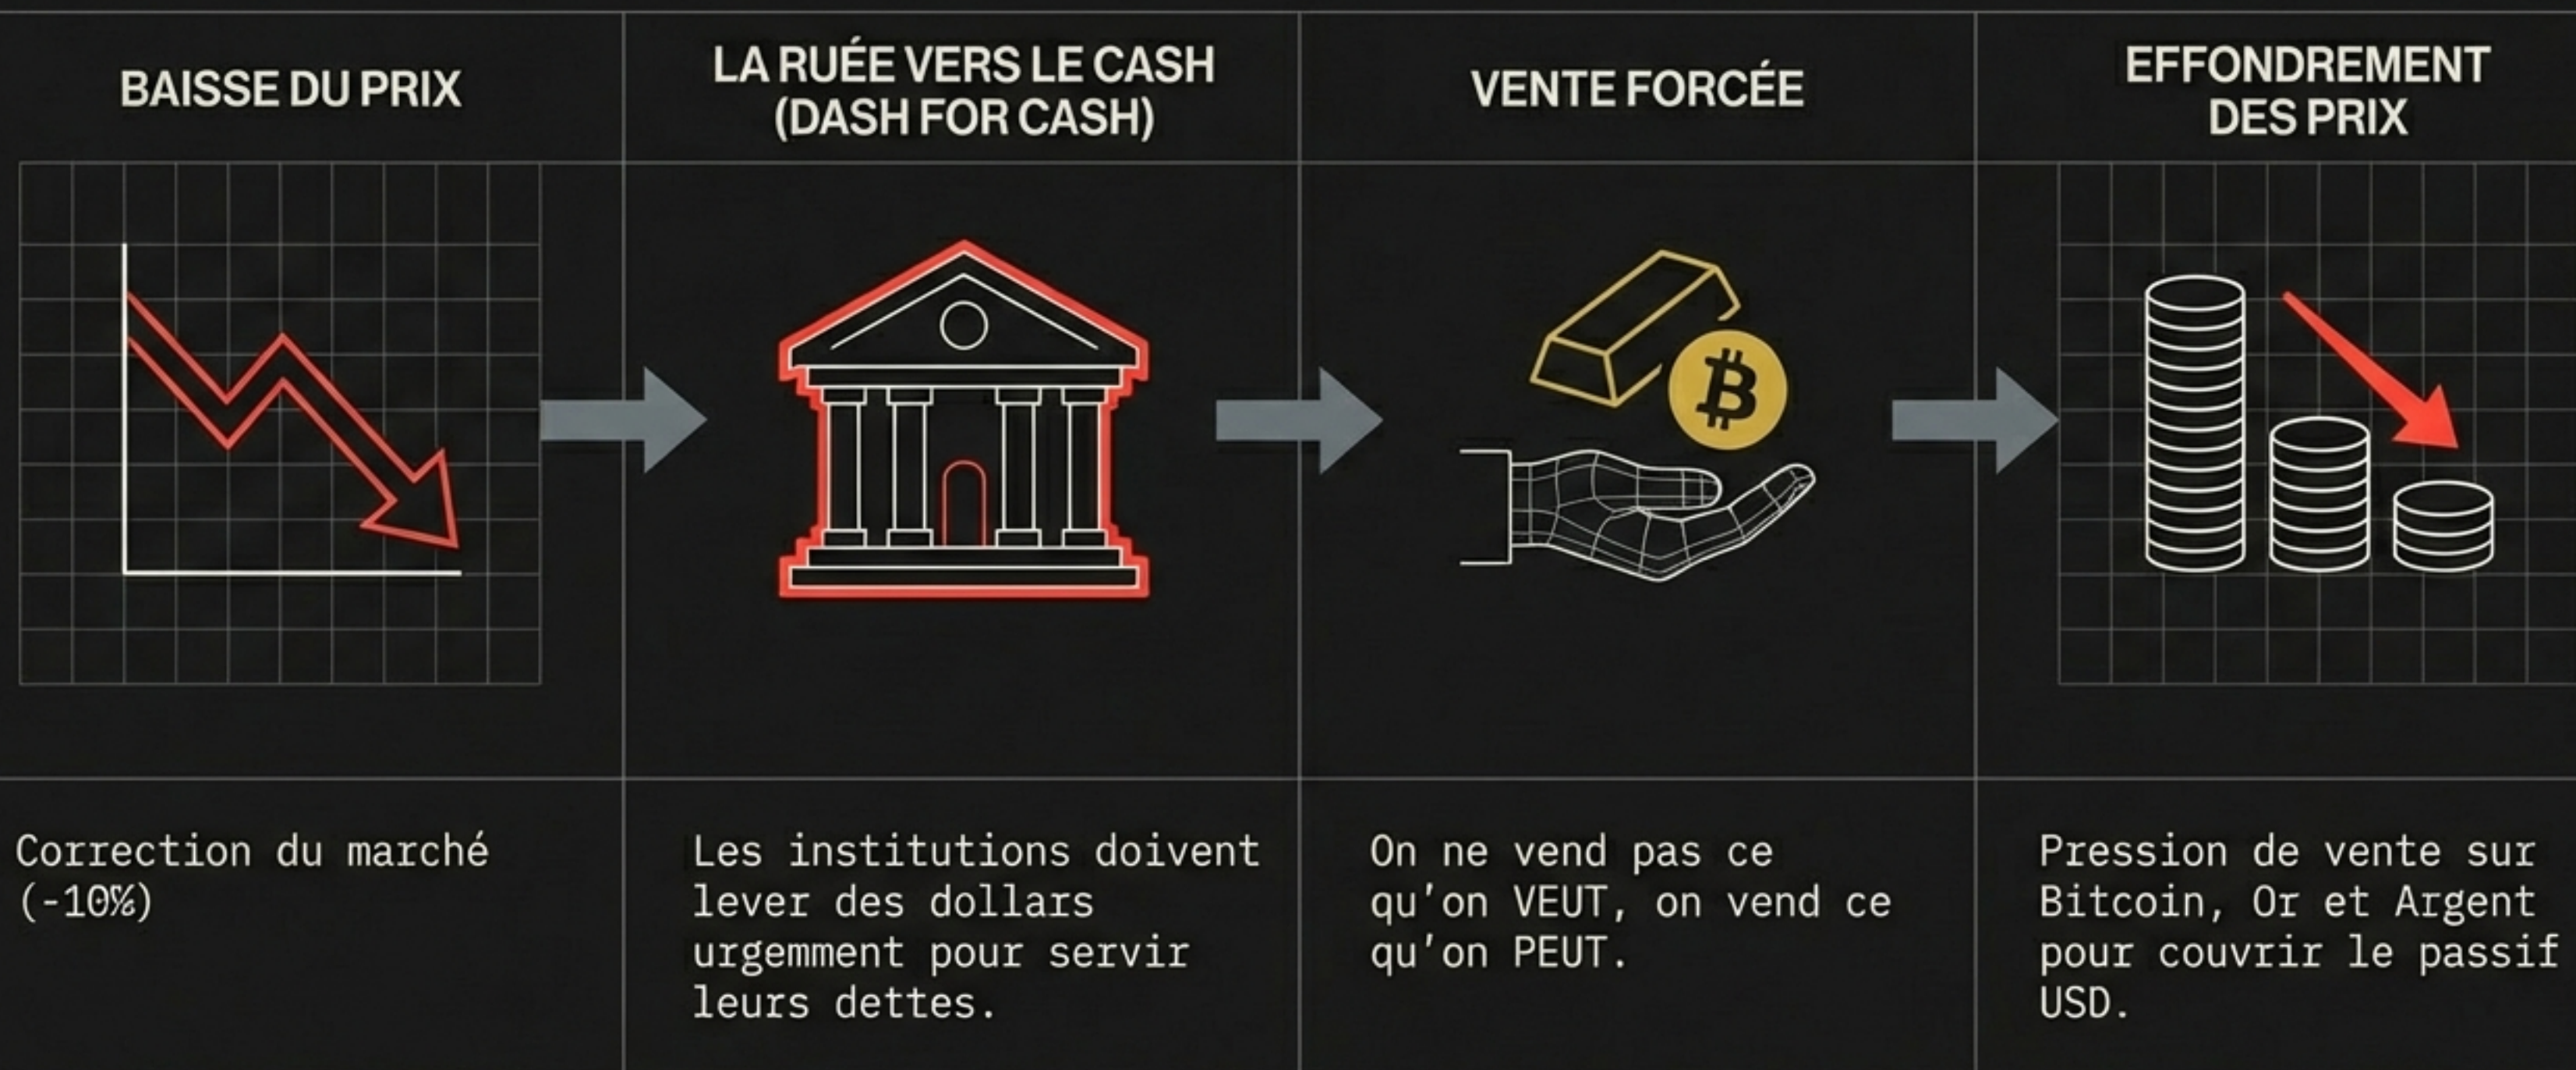 BAISSE DU PRIX
LA RUÉE VERS LE CASH
(DASH FOR CASH)
VENTE FORCÉE
EFFONDREMENT
DES PRIX
Correction du marché
(-10%)
Les institutions doivent
lever des dollars
urgemment pour servir
leurs dettes.
On ne vend pas ce
qu'on VEUT, on vend ce
qu'on PEUT.
Pression de vente sur
Bitcoin, Or et Argent
pour couvrir le passif
USD.